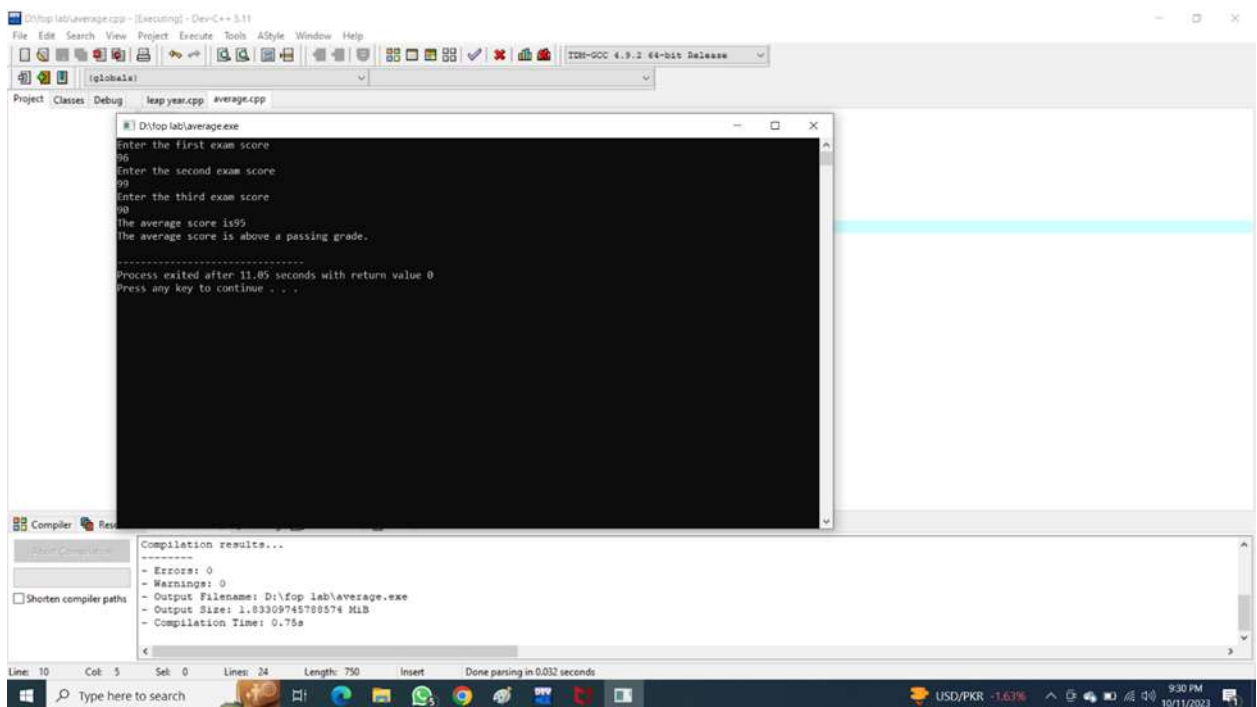 D:\fop lab\average.cpp - [Executing] - Dev-C++ 5.11
File Edit Search View Project Execute Tools AStyle Window Help
TDM-GCC 4.9.2 64-bit Release
(globals)
Project Classes Debug leap year.cpp average.cpp
D:\fop lab\average.exe
Enter the first exam score
96
Enter the second exam score
99
Enter the third exam score
90
The average score is95
The average score is above a passing grade.
--------------------------------
Process exited after 11.05 seconds with return value 0
Press any key to continue . . .
Compiler Reso
Abort Compilation
Shorten compiler paths
Compilation results...
--------
- Errors: 0
- Warnings: 0
- Output Filename: D:\fop lab\average.exe
- Output Size: 1.83309745788574 MiB
- Compilation Time: 0.75s
Line: 10 Col: 5 Sel: 0 Lines: 24 Length: 750 Insert Done parsing in 0.032 seconds
Type here to search
USD/PKR -1.63%
9:30 PM
10/11/2023